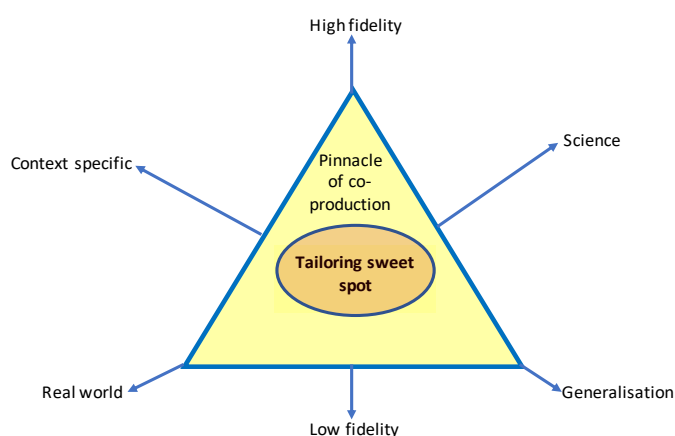 High fidelity
Science
Context specific
Pinnacle
of co-
production
Tailoring sweet
spot
Real world
Generalisation
Low fidelity